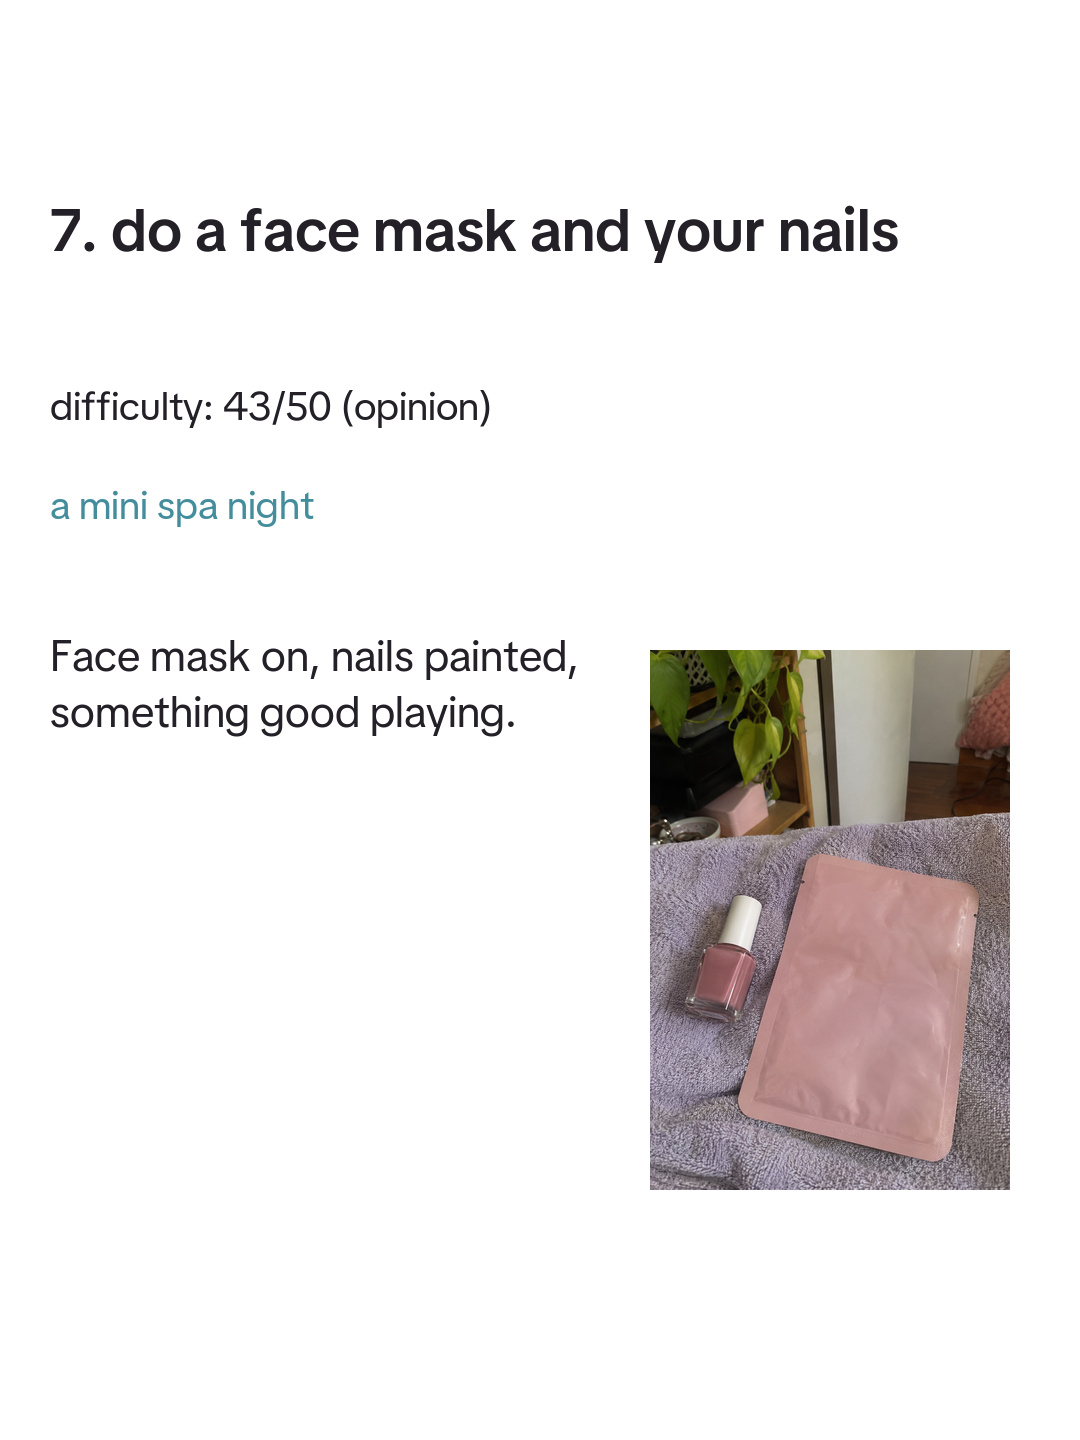 7. do a face mask and your nails
difficulty: 43/50 (opinion)
a mini spa night
Face mask on, nails painted,
something good playing.